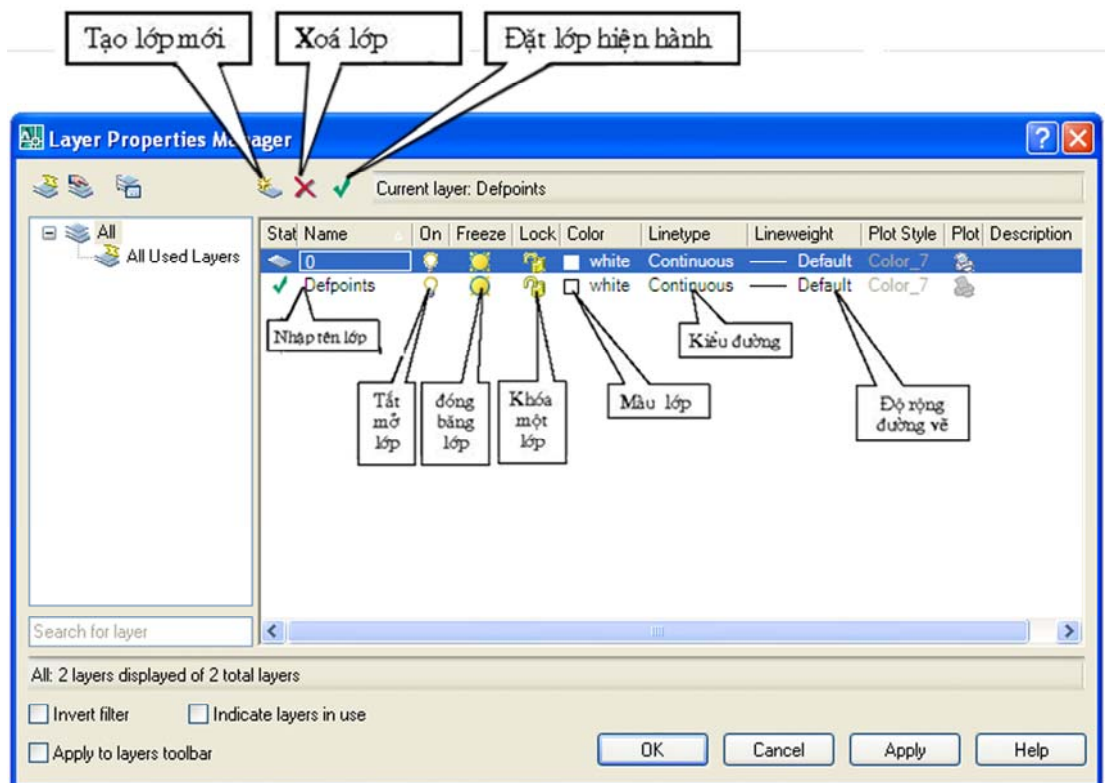 Tạo lớp mới
Xoá lớp
Đặt lớp hiện hành
Layer Properties Ma ager
Current layer: Defpoints
All
All Used Layers
Stat Name On Freeze Lock Color Linetype Lineweight Plot Style Plot Description
0 white Continuous Default Color_7
Defpoints white Continuous Default Color_7
Nhập tên lớp
Kiểu đường
Tắt
mở
lớp
đóng
băng
lớp
Khóa
một
lớp
Màu lớp
Độ rộng
đường vẽ
Search for layer
All: 2 layers displayed of 2 total layers
Invert filter
Indicate layers in use
Apply to layers toolbar
OK
Cancel
Apply
Help